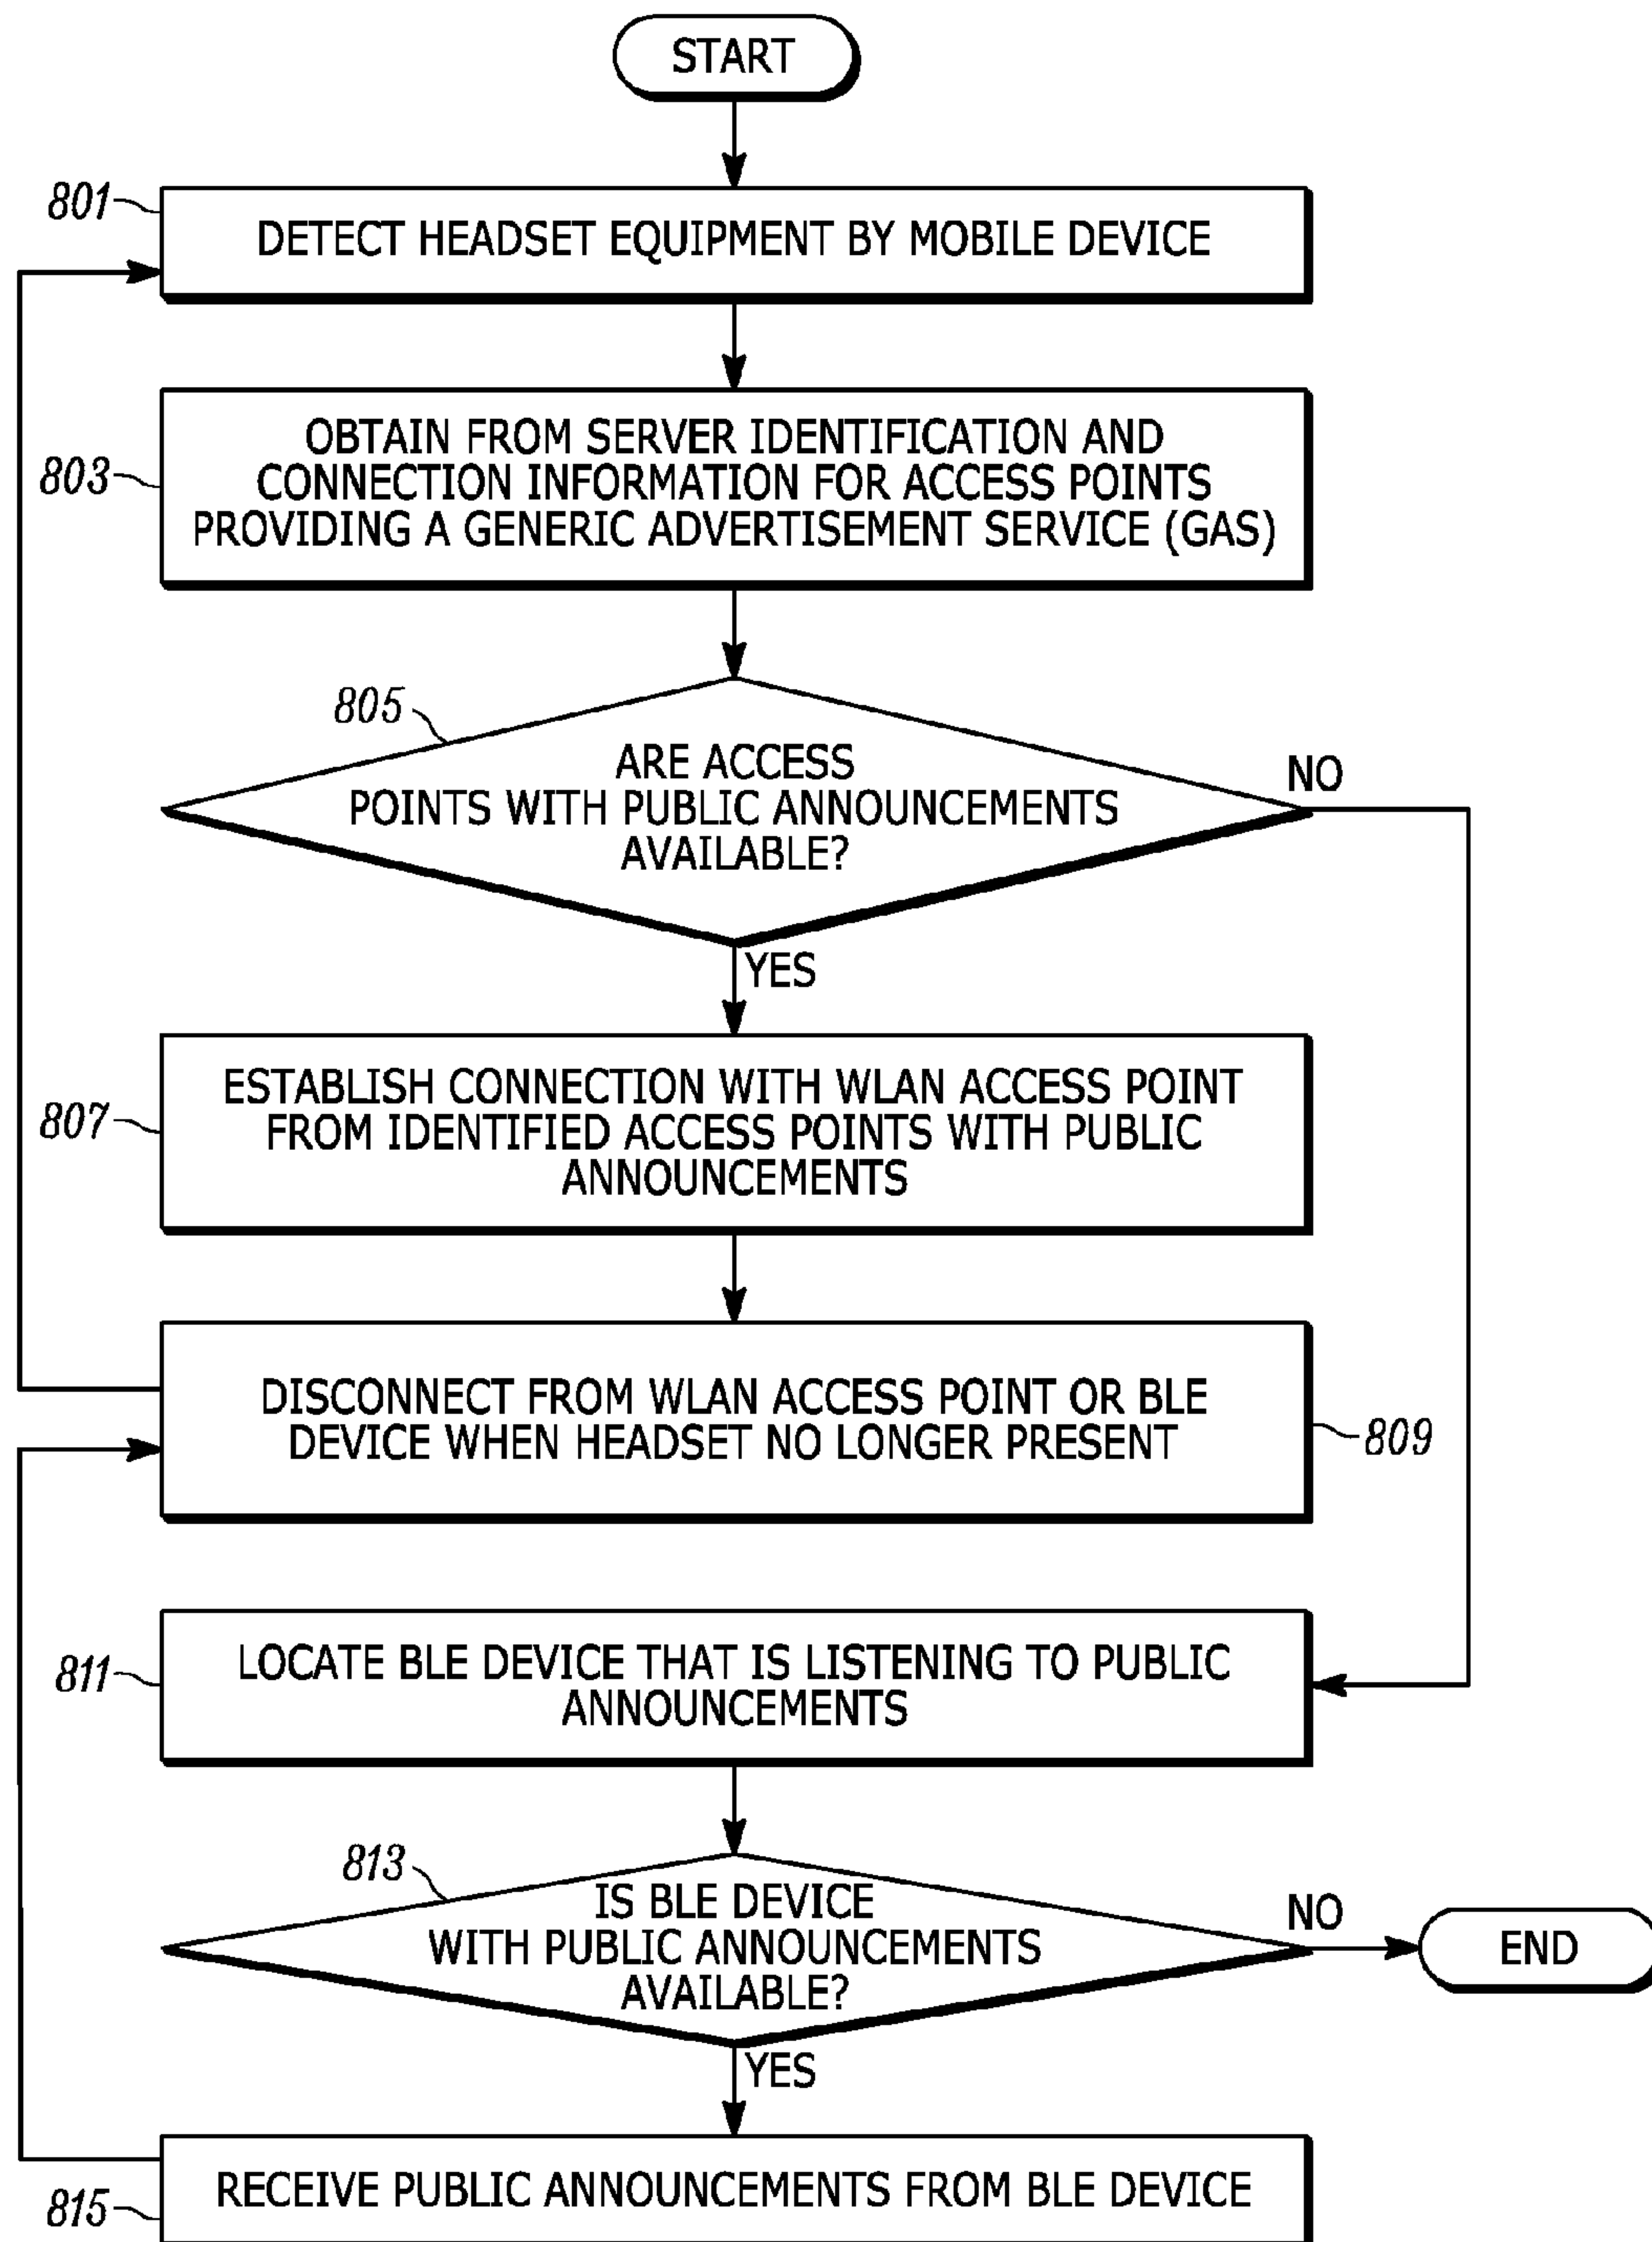 START
801
DETECT HEADSET EQUIPMENT BY MOBILE DEVICE
803
OBTAIN FROM SERVER IDENTIFICATION AND
CONNECTION INFORMATION FOR ACCESS POINTS
PROVIDING A GENERIC ADVERTISEMENT SERVICE (GAS)
805
ARE ACCESS
POINTS WITH PUBLIC ANNOUNCEMENTS
AVAILABLE?
NO
YES
807
ESTABLISH CONNECTION WITH WLAN ACCESS POINT
FROM IDENTIFIED ACCESS POINTS WITH PUBLIC
ANNOUNCEMENTS
DISCONNECT FROM WLAN ACCESS POINT OR BLE
DEVICE WHEN HEADSET NO LONGER PRESENT
809
811
LOCATE BLE DEVICE THAT IS LISTENING TO PUBLIC
ANNOUNCEMENTS
813
IS BLE DEVICE
WITH PUBLIC ANNOUNCEMENTS
AVAILABLE?
NO
END
YES
815
RECEIVE PUBLIC ANNOUNCEMENTS FROM BLE DEVICE